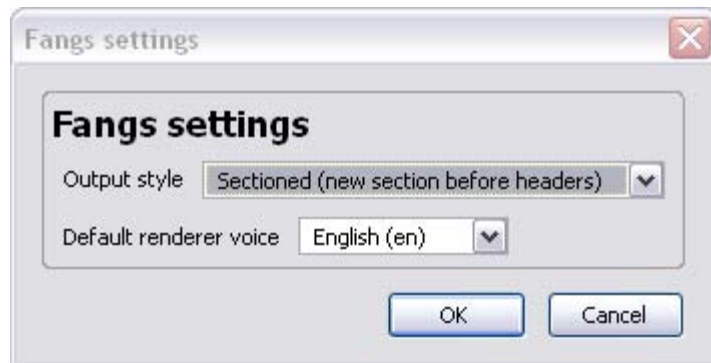 Fangs settings
Fangs settings
Output style Sectioned (new section before headers)
Default renderer voice English (en)
OK Cancel